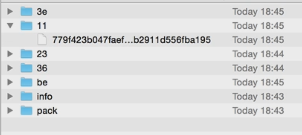 3e Today 18:45
11 Today 18:45
779f423b047faef...b2911d556fba195 Today 18:45
23 Today 18:44
36 Today 18:44
be Today 18:45
info Today 18:43
pack Today 18:43